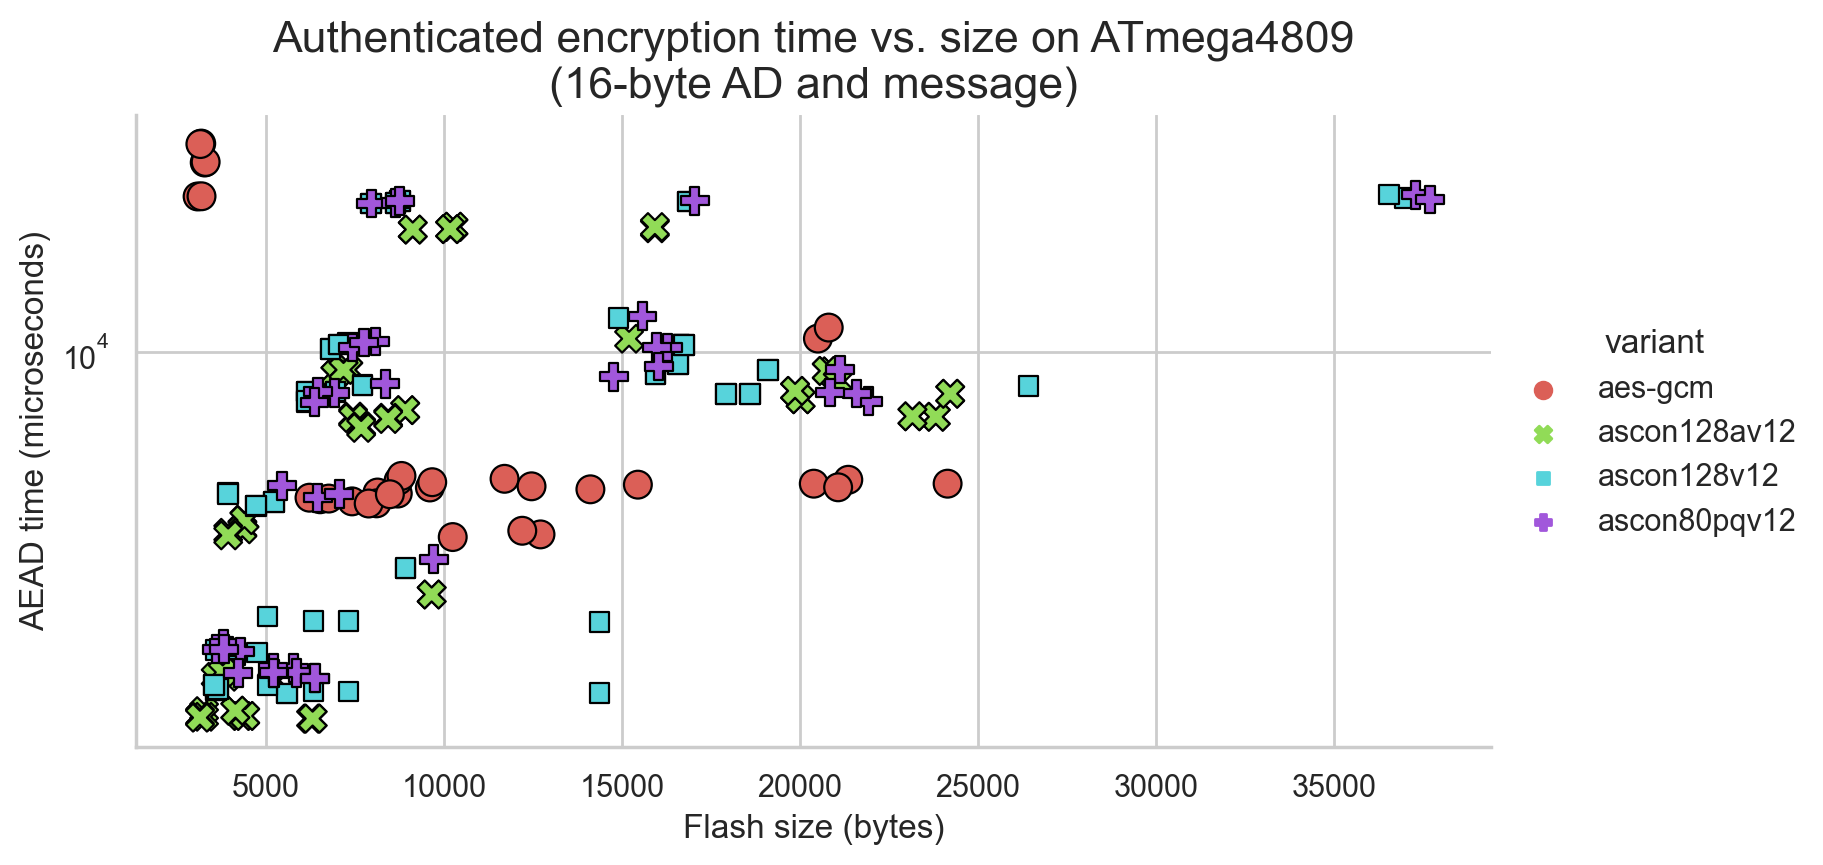 Authenticated encryption time vs. size on ATmega4809
(16-byte AD and message)
AEAD time (microseconds)
10⁴
5000 10000 15000 20000 25000 30000 35000
Flash size (bytes)
variant
aes-gcm
ascon128av12
ascon128v12
ascon80pqv12